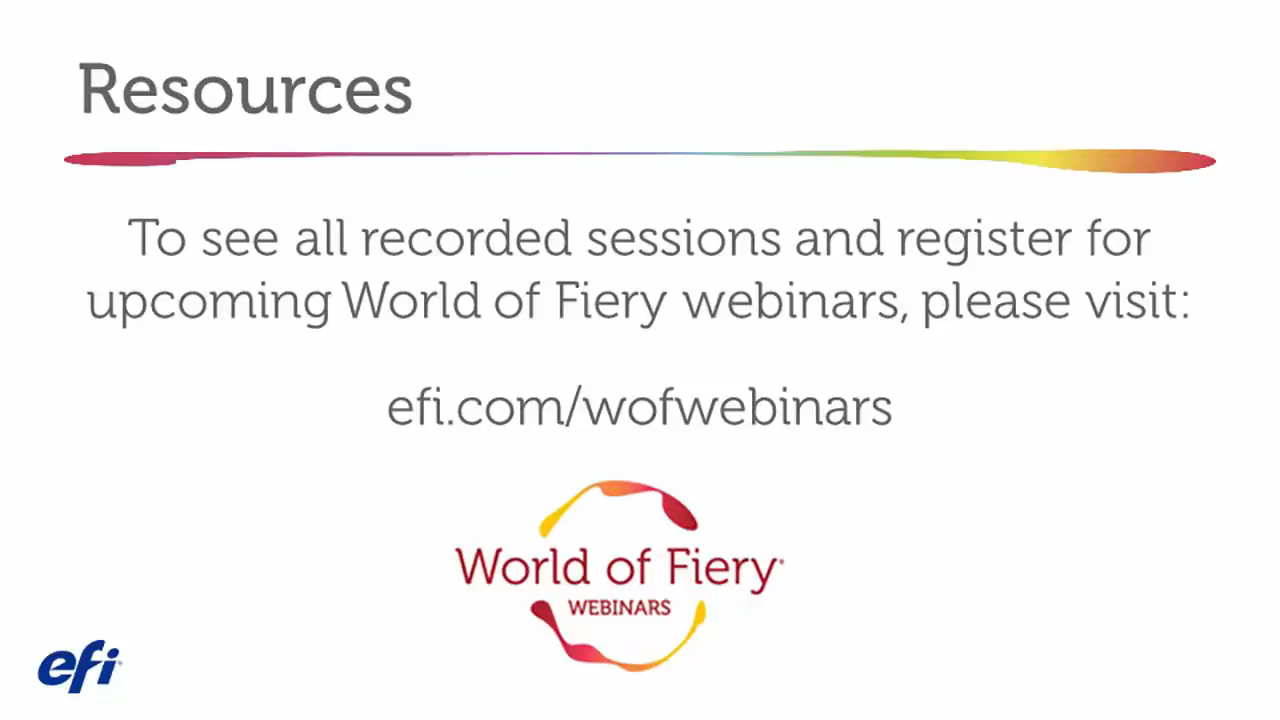 Resources
To see all recorded sessions and register for
upcoming World of Fiery webinars, please visit:
efi.com/wofwebinars
World of Fiery®
WEBINARS
efi®